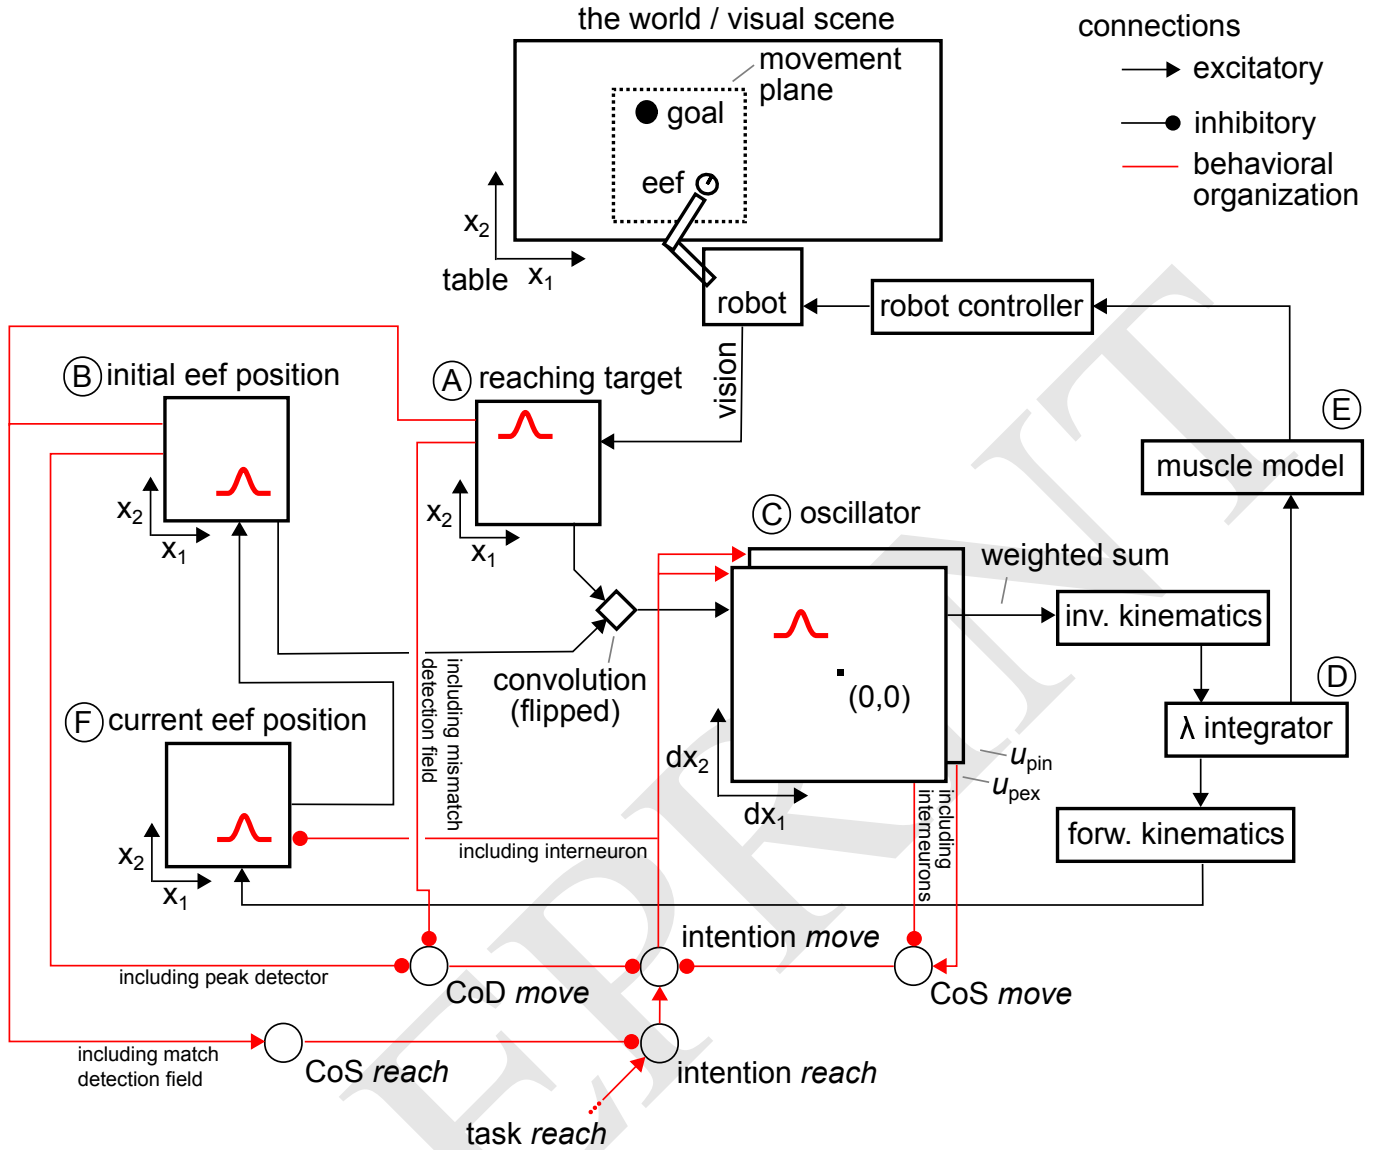 the world / visual scene
connections
excitatory
inhibitory
behavioral
organization
movement
plane
goal
eef
x2
x1
table
robot
robot controller
vision
B initial eef position
A reaching target
E
muscle model
x2
x1
x2
x1
C oscillator
weighted sum
inv. kinematics
(0,0)
convolution
(flipped)
including mismatch
detection field
D
λ integrator
F current eef position
dx2
dx1
upin
upex
including
interneurons
forw. kinematics
x2
x1
including interneuron
intention move
including peak detector
CoD move
CoS move
including match
detection field
CoS reach
intention reach
task reach
EPRINT